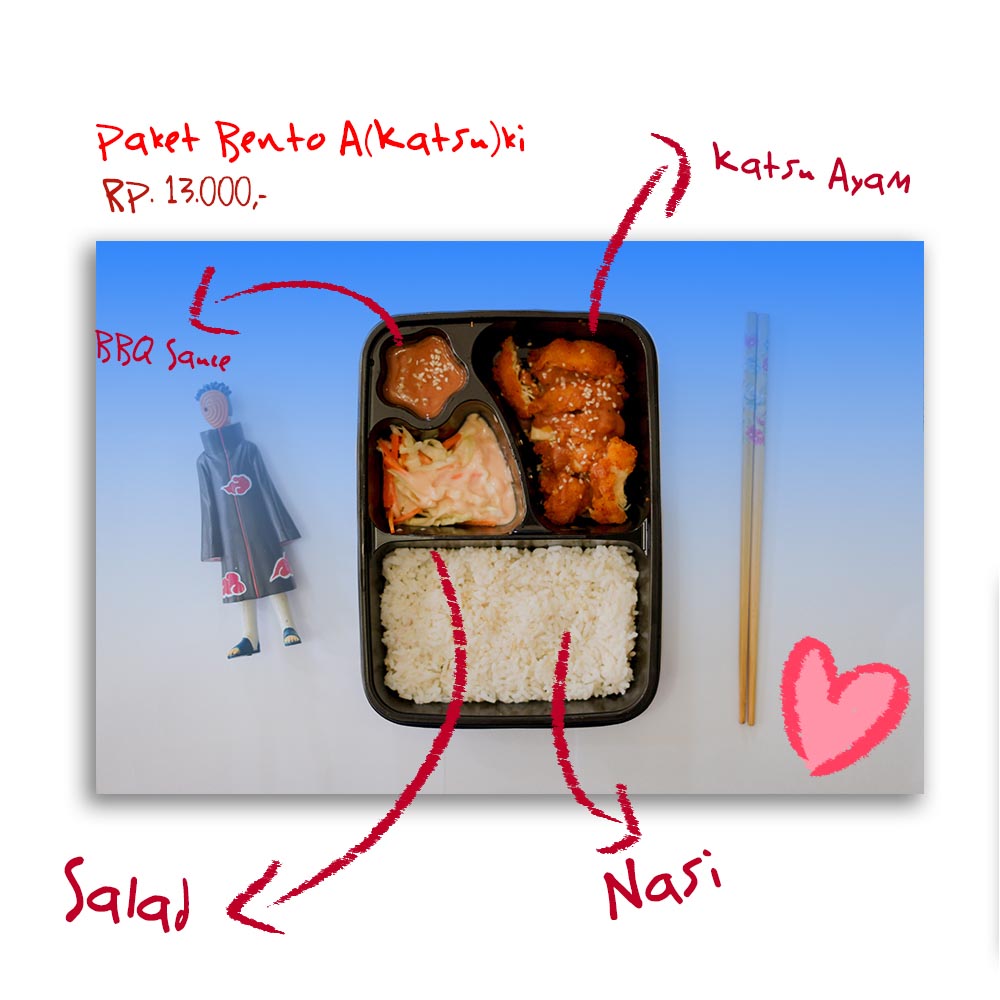 Paket Bento A(Katsu)ki
RP. 13.000,-
Katsu Ayam
BBQ Sauce
Salad
Nasi